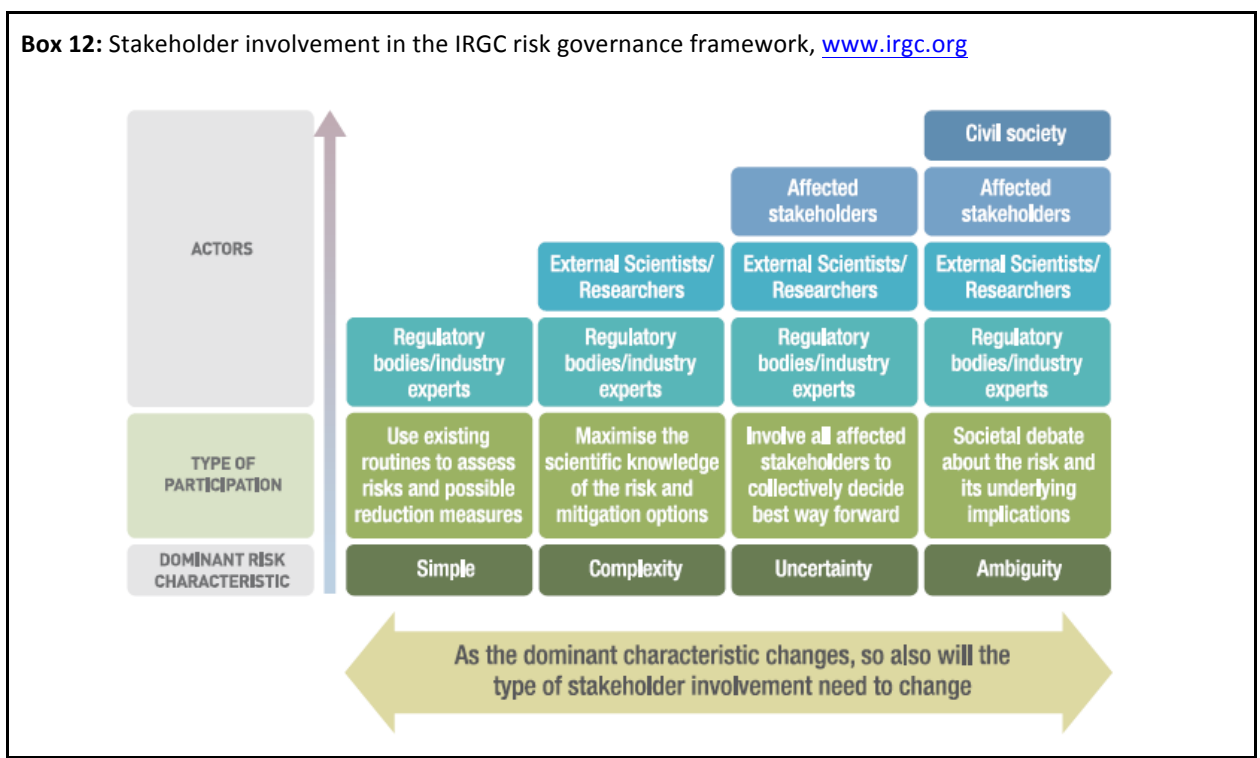 Box 12: Stakeholder involvement in the IRGC risk governance framework, www.irgc.org
ACTORS
Civil society
Affected
stakeholders
Affected
stakeholders
External Scientists/
Researchers
External Scientists/
Researchers
External Scientists/
Researchers
Regulatory
bodies/industry
experts
Regulatory
bodies/industry
experts
Regulatory
bodies/industry
experts
Regulatory
bodies/industry
experts
TYPE OF
PARTICIPATION
Use existing
routines to assess
risks and possible
reduction measures
Maximise the
scientific knowledge
of the risk and
mitigation options
Involve all affected
stakeholders to
collectively decide
best way forward
Societal debate
about the risk and
its underlying
implications
DOMINANT RISK
CHARACTERISTIC
Simple
Complexity
Uncertainty
Ambiguity
As the dominant characteristic changes, so also will the
type of stakeholder involvement need to change